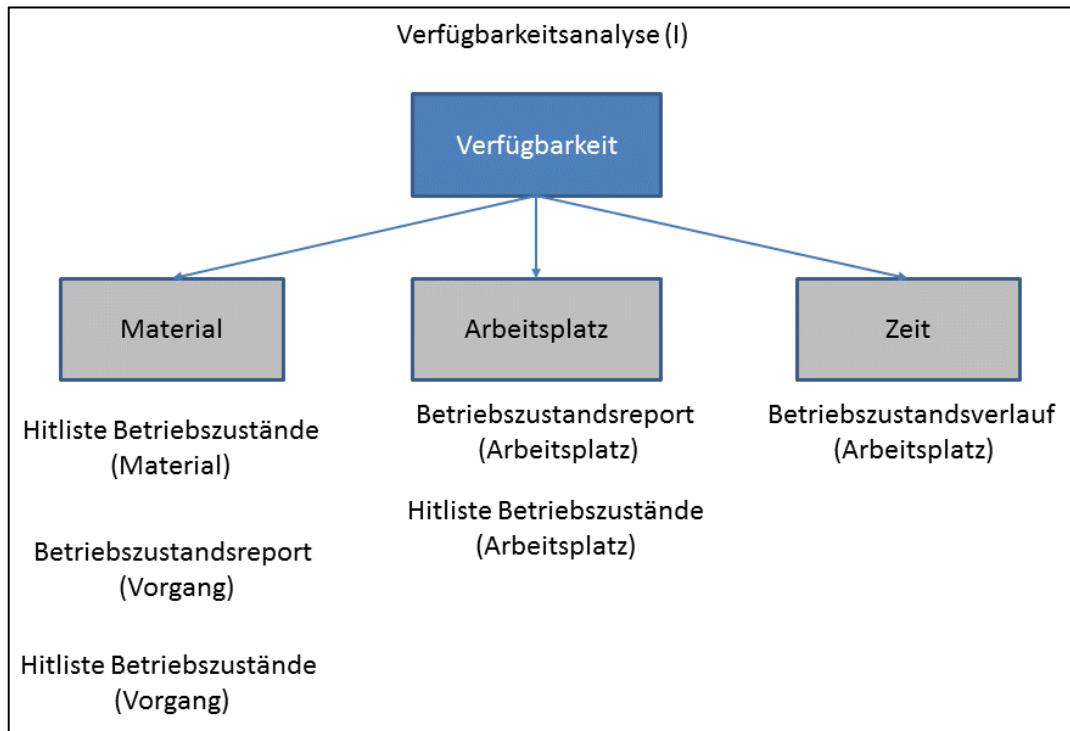 Verfügbarkeitsanalyse (I)
Verfügbarkeit
Material
Arbeitsplatz
Zeit
Hitliste Betriebszustände
(Material)
Betriebszustandsreport
(Vorgang)
Hitliste Betriebszustände
(Vorgang)
Betriebszustandsreport
(Arbeitsplatz)
Hitliste Betriebszustände
(Arbeitsplatz)
Betriebszustandsverlauf
(Arbeitsplatz)